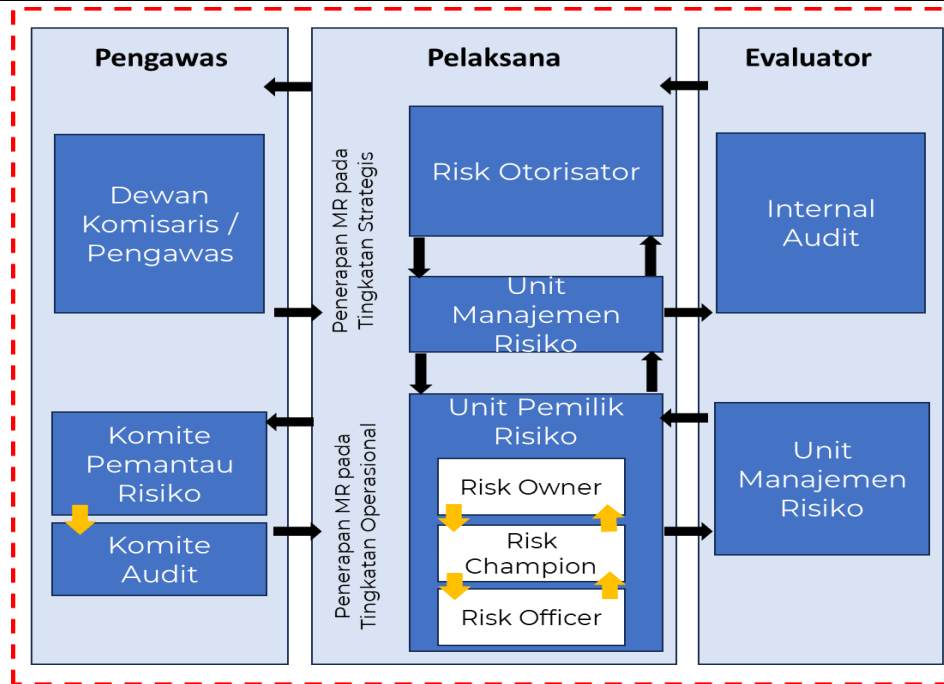 Pengawas
Dewan
Komisaris /
Pengawas
Komite
Pemantau
Risiko
Komite
Audit
Pelaksana
Penerapan MR pada
Tingkatan Strategis
Risk Otorisator
Unit
Manajemen
Risiko
Penerapan MR pada
Tingkatan Operasional
Unit Pemilik
Risiko
Risk Owner
Risk
Champion
Risk Officer
Evaluator
Internal
Audit
Unit
Manajemen
Risiko